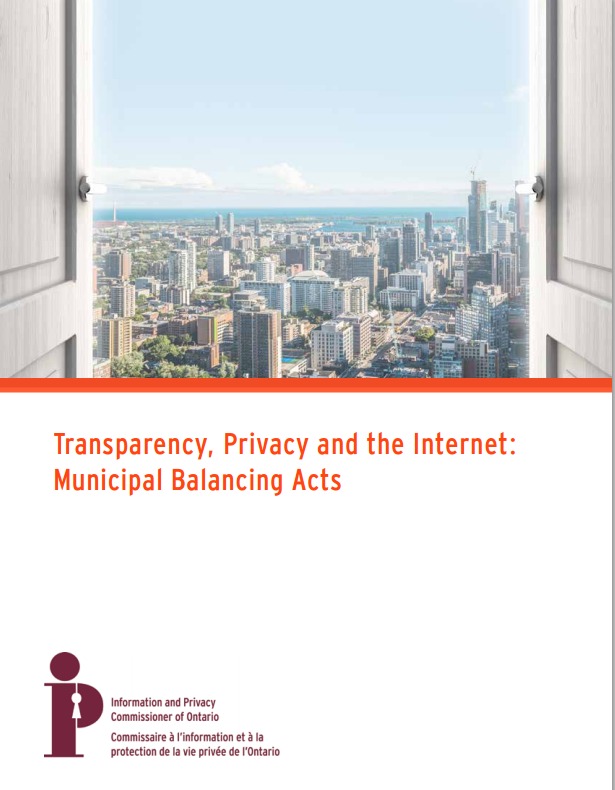 Transparency, Privacy and the Internet:
Municipal Balancing Acts
Information and Privacy
Commissioner of Ontario
Commissaire à l'information et à la
protection de la vie privée de l'Ontario